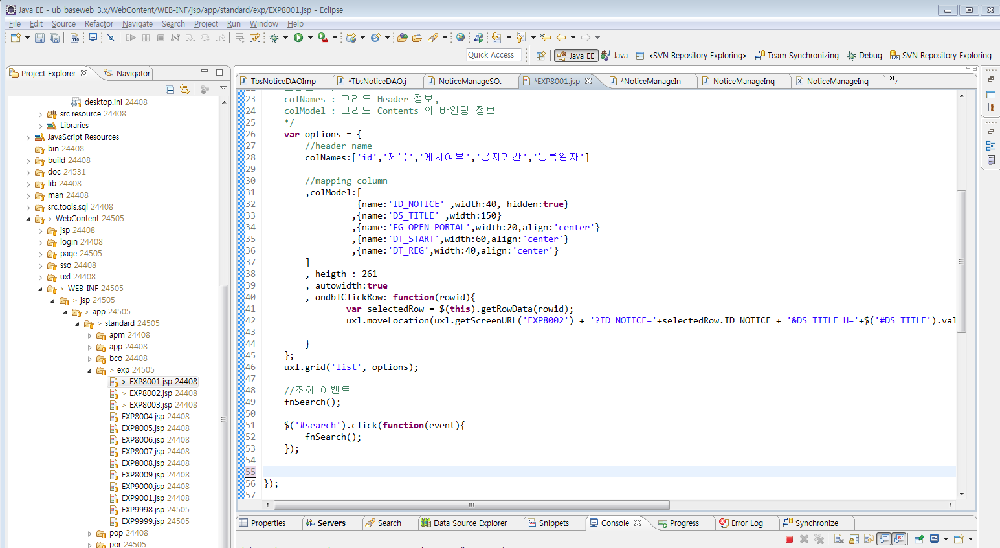 Java EE - ub_baseweb_3.x/WebContent/WEB-INF/jsp/app/standard/exp/EXP8001.jsp - Eclipse
File Edit Source Refactor Navigate Search Project Run Window Help
Quick Access
Java EE Java <SVN Repository Exploring> Team Synchronizing Debug SVN Repository Exploring
Project Explorer Navigator
desktop.ini 24408
src.resource 24408
Libraries
JavaScript Resources
bin 24408
build 24408
doc 24531
lib 24408
man 24408
src.tools.sql 24408
> WebContent 24505
jsp 24408
login 24408
page 24505
sso 24408
uxl 24408
> WEB-INF 24505
> jsp 24505
> app 24505
> standard 24505
apm 24408
app 24408
bco 24408
> exp 24505
> EXP8001.jsp 24408
> EXP8002.jsp 24408
> EXP8003.jsp 24408
EXP8004.jsp 24408
EXP8005.jsp 24408
EXP8006.jsp 24408
EXP8007.jsp 24408
EXP8008.jsp 24408
EXP8009.jsp 24408
EXP9000.jsp 24408
EXP9001.jsp 24408
EXP9998.jsp 24505
EXP9999.jsp 24505
pop 24408
por 24505
TbsNoticeDAOImp *TbsNoticeDAO.j NoticeManageSO. *EXP8001.jsp *NoticeManageIn NoticeManageInq NoticeManageInq »7
23 colNames : 그리드 Header 정보,
24 colModel : 그리드 Contents 의 바인딩 정보
25 */
26 var options = {
27 //header name
28 colNames:['id','제목','게시여부','공지기간','등록일자']
29
30 //mapping column
31 ,colModel:[
32 {name:'ID_NOTICE' ,width:40, hidden:true}
33 ,{name:'DS_TITLE' ,width:150}
34 ,{name:'FG_OPEN_PORTAL',width:20,align:'center'}
35 ,{name:'DT_START',width:60,align:'center'}
36 ,{name:'DT_REG',width:40,align:'center'}
37 ]
38 , heigth : 261
39 , autowidth:true
40 , ondblClickRow: function(rowid){
41 var selectedRow = $(this).getRowData(rowid);
42 uxl.moveLocation(uxl.getScreenURL('EXP8002') + '?ID_NOTICE='+selectedRow.ID_NOTICE + '&DS_TITLE_H='+$('#DS_TITLE').val
43
44 }
45 };
46 uxl.grid('list', options);
47
48 //조회 이벤트
49 fnSearch();
50
51 $('#search').click(function(event){
52 fnSearch();
53 });
54
55
56 });
57
Properties Servers Search Data Source Explorer Snippets Console Progress Error Log Synchronize